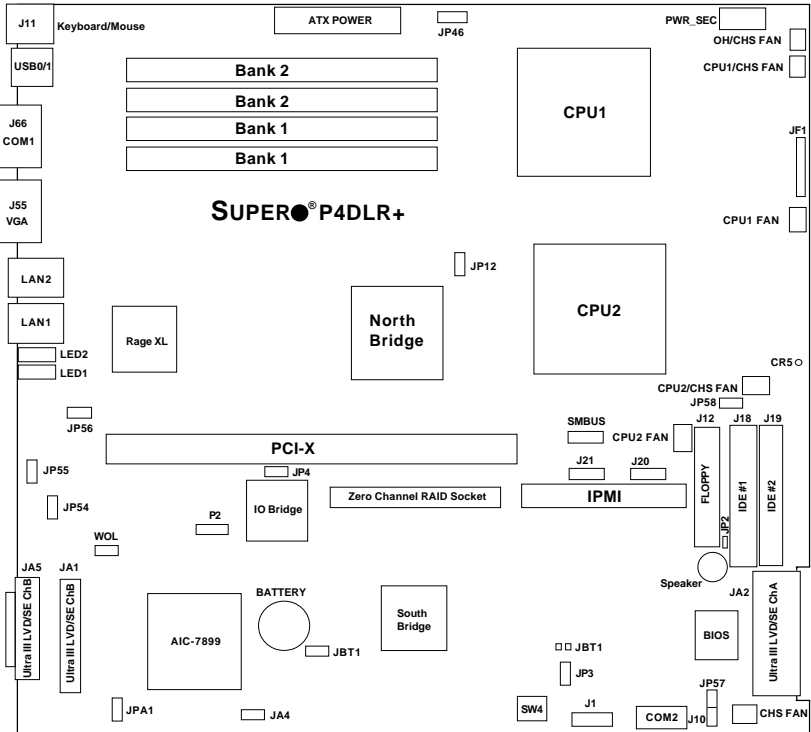 J11
Keyboard/Mouse
ATX POWER
JP46
PWR_SEC
OH/CHS FAN
USB0/1
CPU1/CHS FAN
Bank 2
Bank 2
Bank 1
Bank 1
CPU1
J66
COM1
JF1
J55
VGA
SUPER®P4DLR+
CPU1 FAN
LAN2
JP12
LAN1
Rage XL
North
Bridge
CPU2
LED2
LED1
CR5
CPU2/CHS FAN
JP58
JP56
SMBUS
CPU2 FAN
J12
J18
J19
PCI-X
JP55
JP4
J21
J20
FLOPPY
IDE #1
IDE #2
JP54
IO Bridge
Zero Channel RAID Socket
IPMI
P2
JP2
WOL
JA5
JA1
Speaker
JA2
Ultra III LVD/SE ChB
Ultra III LVD/SE ChB
BATTERY
AIC-7899
South
Bridge
BIOS
Ultra III LVD/SE ChA
JBT1
JBT1
JP3
JP57
JPA1
JA4
SW4
J1
COM2
J10
CHS FAN